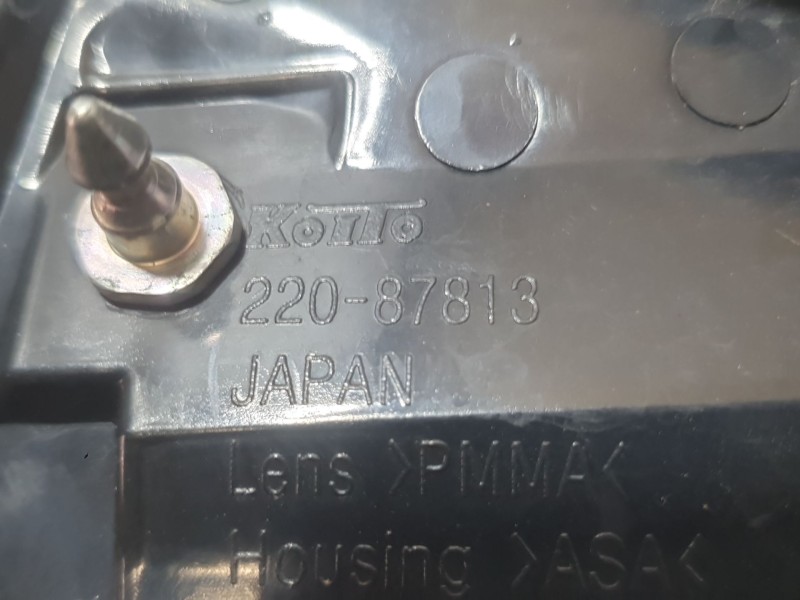 KOITO
220-87813
JAPAN
Lens >PMMA<
Housing >ASA<